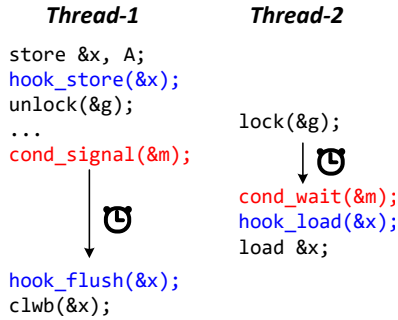 Thread-1
store &x, A;
hook_store(&x);
unlock(&g);
...
cond_signal(&m);
hook_flush(&x);
clwb(&x);
Thread-2
lock(&g);
cond_wait(&m);
hook_load(&x);
load &x;